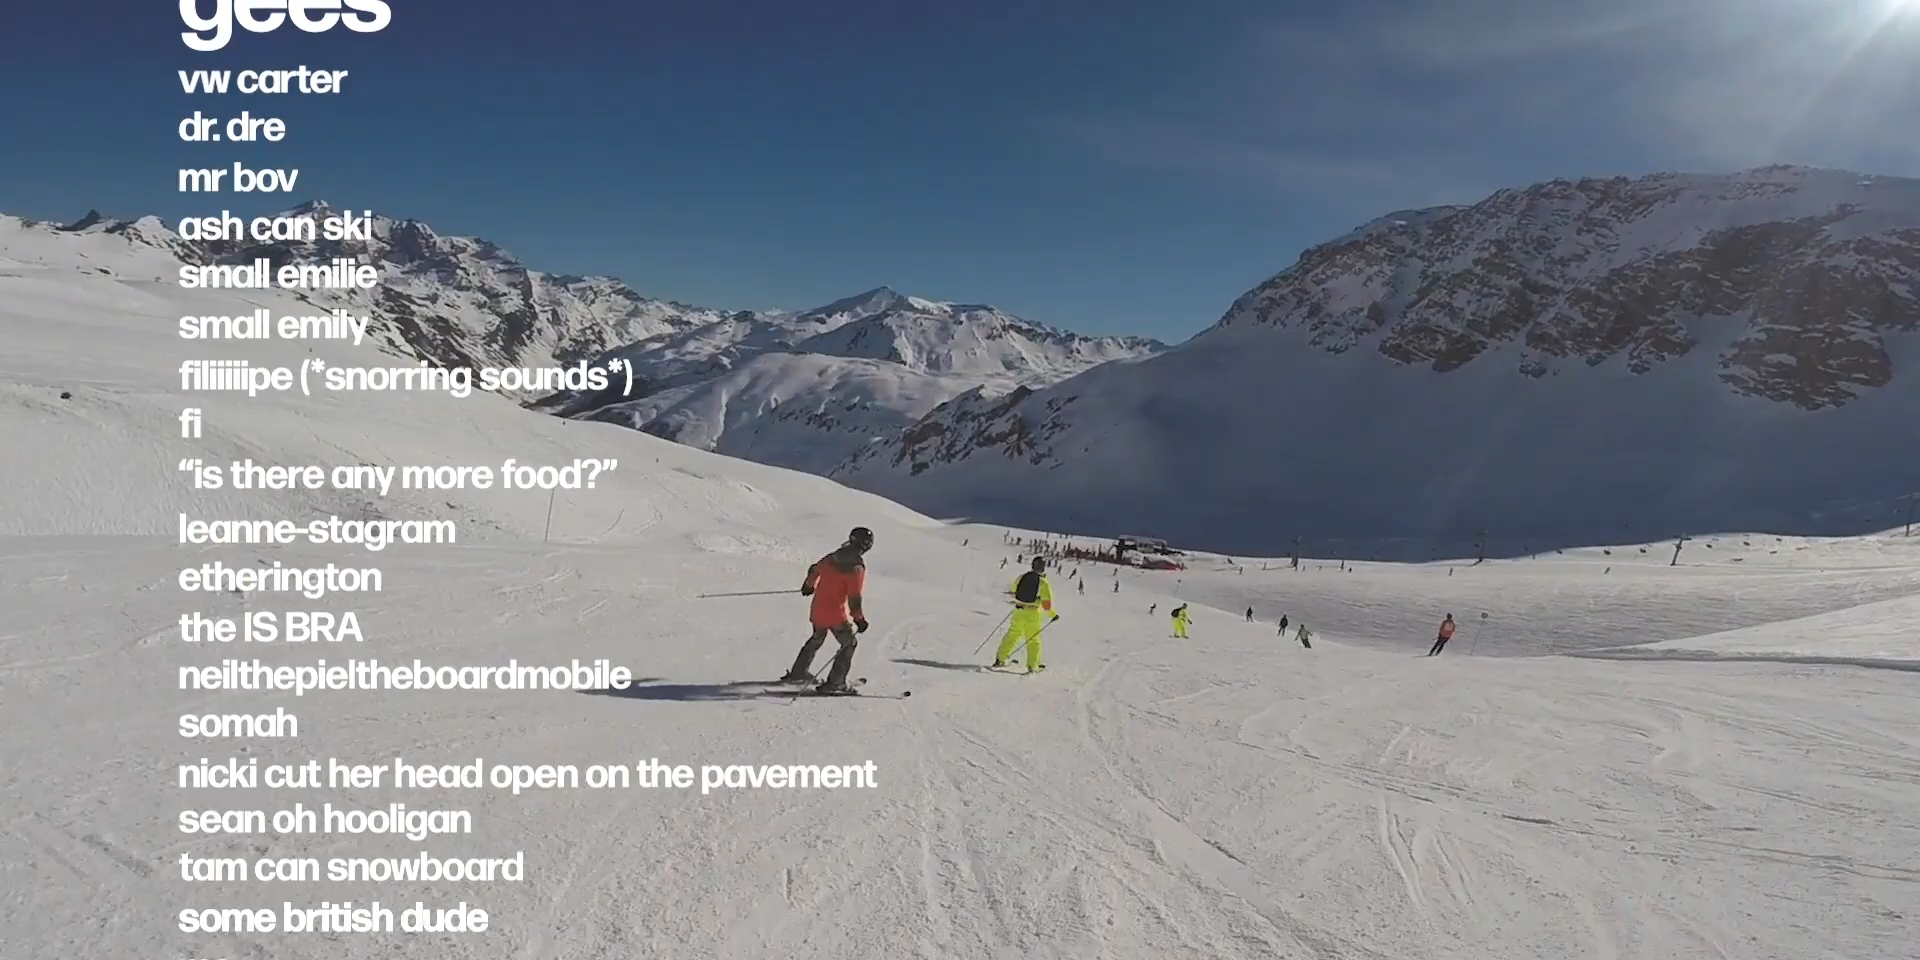 gees
vw carter
dr. dre
mr bov
ash can ski
small emilie
small emily
filiiiiipe (*snorring sounds*)
fi
“is there any more food?”
leanne-stagram
etherington
the IS BRA
neilthepieltheboardmobile
somah
nicki cut her head open on the pavement
sean oh hooligan
tam can snowboard
some british dude